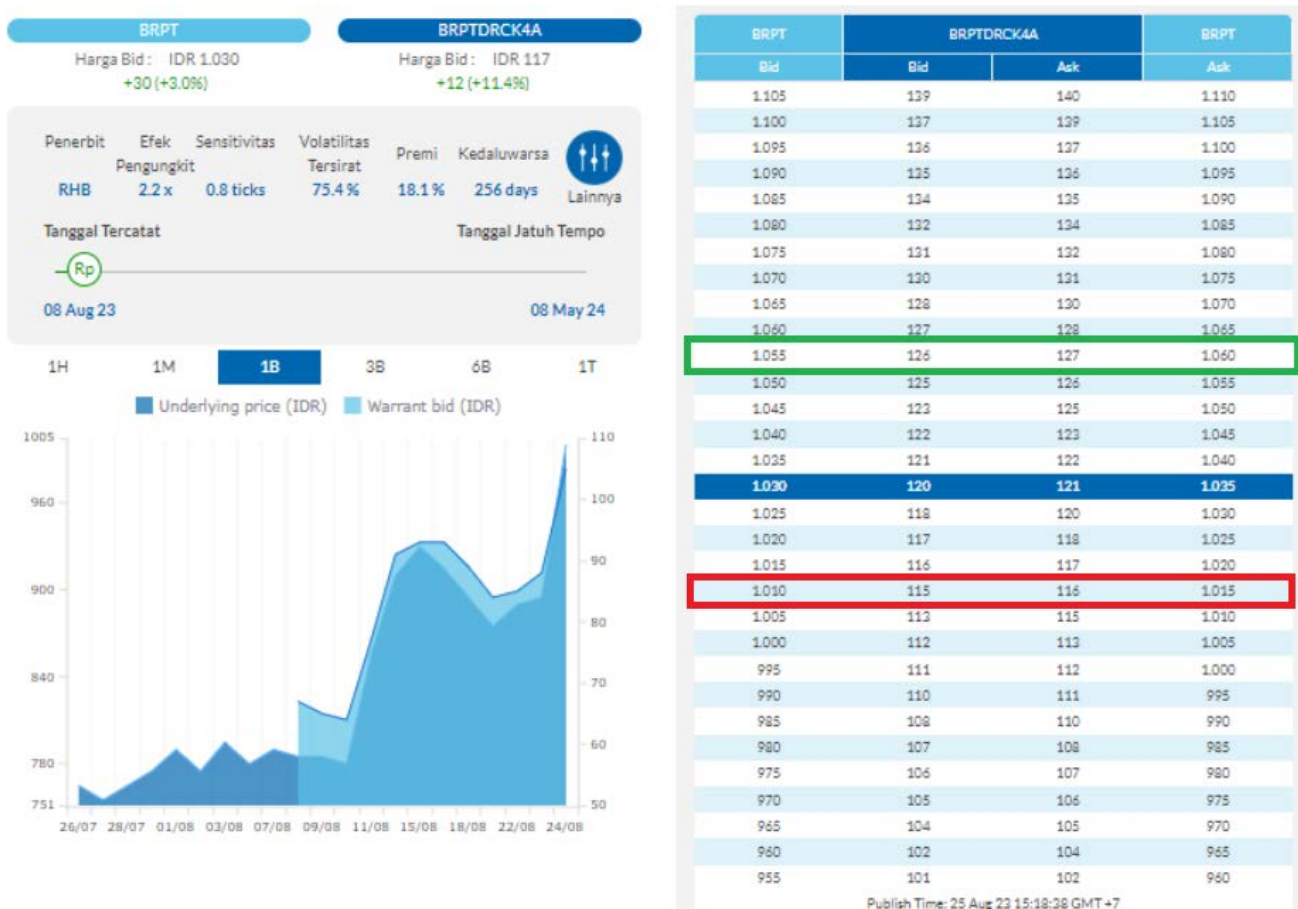 BRPT BRPTDRCK4A
Harga Bid : IDR 1.030 Harga Bid : IDR 117
+30 (+3.0%) +12 (+11.4%)
Penerbit Efek Pengungkit Sensitivitas Volatilitas Tersirat Premi Kedaluwarsa
RHB 2.2 x 0.8 ticks 75.4 % 18.1 % 256 days Lainnya
Tanggal Tercatat Tanggal Jatuh Tempo
Rp
08 Aug 23 08 May 24
1H 1M 1B 3B 6B 1T
Underlying price (IDR) Warrant bid (IDR)
1005 110
960 100
900 90
80
840 70
780 60
751 50
26/07 28/07 01/08 03/08 07/08 09/08 11/08 15/08 18/08 22/08 24/08
BRPT BRPTDRCK4A BRPT
Bid Bid Ask Ask
1.105 139 140 1.110
1.100 137 139 1.105
1.095 136 137 1.100
1.090 135 136 1.095
1.085 134 135 1.090
1.080 132 134 1.085
1.075 131 132 1.080
1.070 130 131 1.075
1.065 128 130 1.070
1.060 127 128 1.065
1.055 126 127 1.060
1.050 125 126 1.055
1.045 123 125 1.050
1.040 122 123 1.045
1.035 121 122 1.040
1.030 120 121 1.035
1.025 118 120 1.030
1.020 117 118 1.025
1.015 116 117 1.020
1.010 115 116 1.015
1.005 113 115 1.010
1.000 112 113 1.005
995 111 112 1.000
990 110 111 995
985 108 110 990
980 107 108 985
975 106 107 980
970 105 106 975
965 104 105 970
960 102 104 965
955 101 102 960
Publish Time: 25 Aug 23 15:18:38 GMT +7